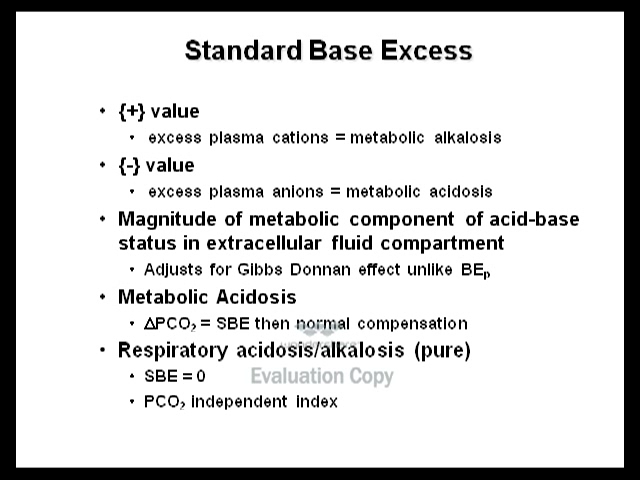 Standard Base Excess
• {+} value
• excess plasma cations = metabolic alkalosis
• {-} value
• excess plasma anions = metabolic acidosis
• Magnitude of metabolic component of acid-base
status in extracellular fluid compartment
• Adjusts for Gibbs Donnan effect unlike BEp
• Metabolic Acidosis
• ΔPCO₂ = SBE then normal compensation
• Respiratory acidosis/alkalosis (pure)
• SBE = 0
Evaluation Copy
• PCO₂ independent index